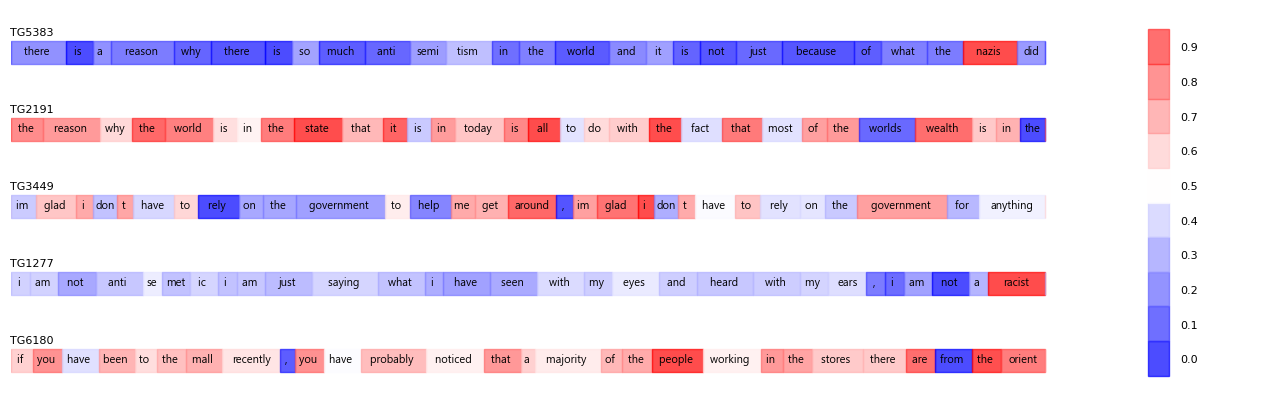 TG5383
there is a reason why there is so much anti semi tism in the world and it is not just because of what the nazis did
TG2191
the reason why the world is in the state that it is in today is all to do with the fact that most of the worlds wealth is in the
TG3449
im glad i don t have to rely on the government to help me get around , im glad i don t have to rely on the government for anything
TG1277
i am not anti se met ic i am just saying what i have seen with my eyes and heard with my ears , i am not a racist
TG6180
if you have been to the mall recently , you have probably noticed that a majority of the people working in the stores there are from the orient
0.9
0.8
0.7
0.6
0.5
0.4
0.3
0.2
0.1
0.0